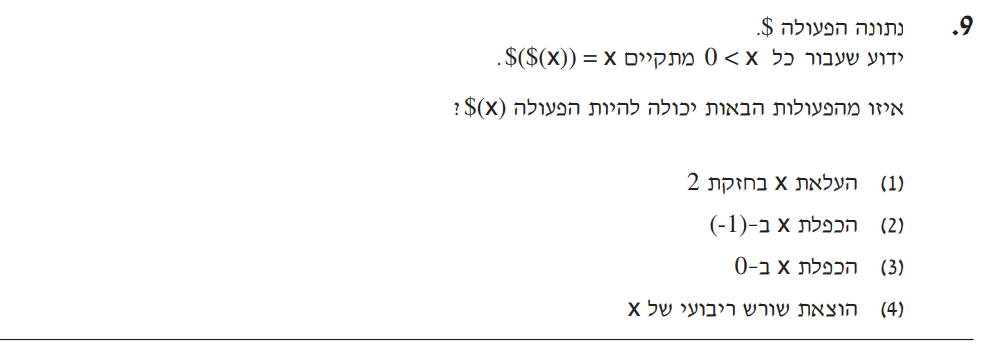 9. נתונה הפעולה $.
ידוע שעבור כל 0 < x מתקיים $($(x)) = x.
איזו מהפעולות הבאות יכולה להיות הפעולה $(x)?
(1) העלאת x בחזקת 2
(2) הכפלת x ב-(-1)
(3) הכפלת x ב-0
(4) הוצאת שורש ריבועי של x